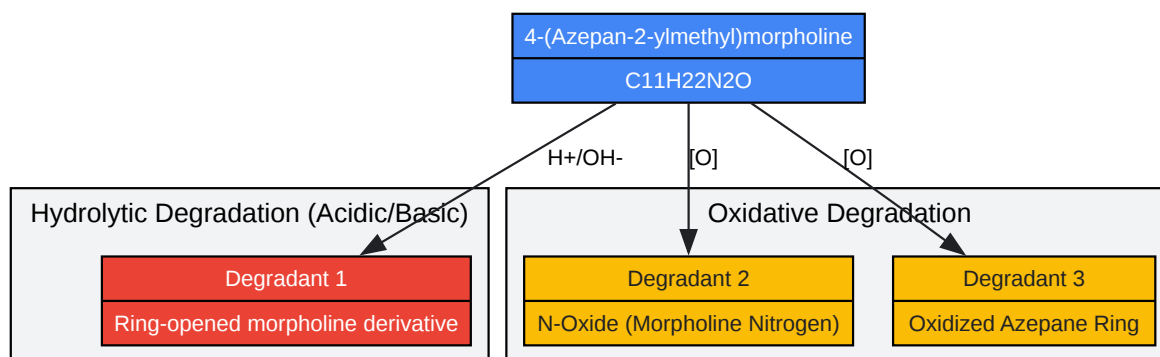 4-(Azepan-2-ylmethyl)morpholine
C11H22N2O
H+/OH-
[O]
[O]
Hydrolytic Degradation (Acidic/Basic)
Oxidative Degradation
Degradant 1
Ring-opened morpholine derivative
Degradant 2
N-Oxide (Morpholine Nitrogen)
Degradant 3
Oxidized Azepane Ring